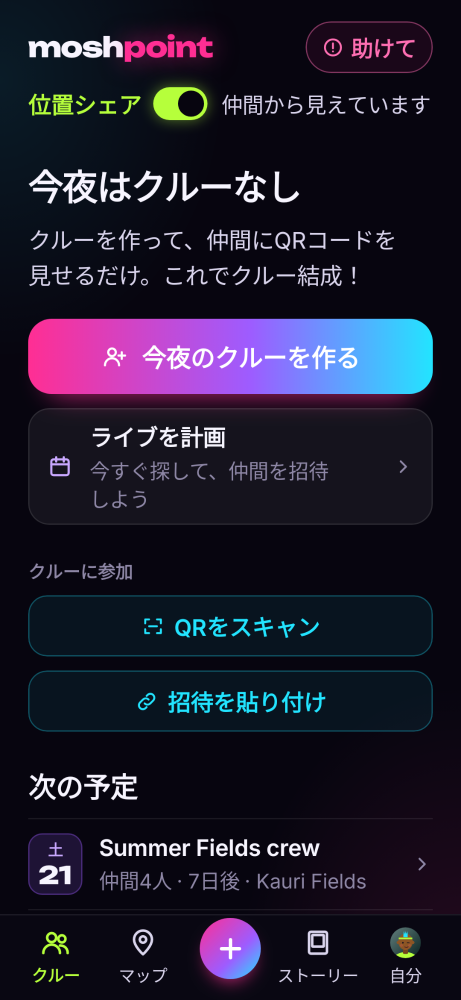 moshpoint
助けて
位置シェア
仲間から見えています
今夜はクルーなし
クルーを作って、仲間にQRコードを
見せるだけ。これでクルー結成！
今夜のクルーを作る
ライブを計画
今すぐ探して、仲間を招待
しよう
クルーに参加
QRをスキャン
招待を貼り付け
次の予定
土
21
Summer Fields crew
仲間4人 · 7日後 · Kauri Fields
クルー
マップ
ストーリー
自分